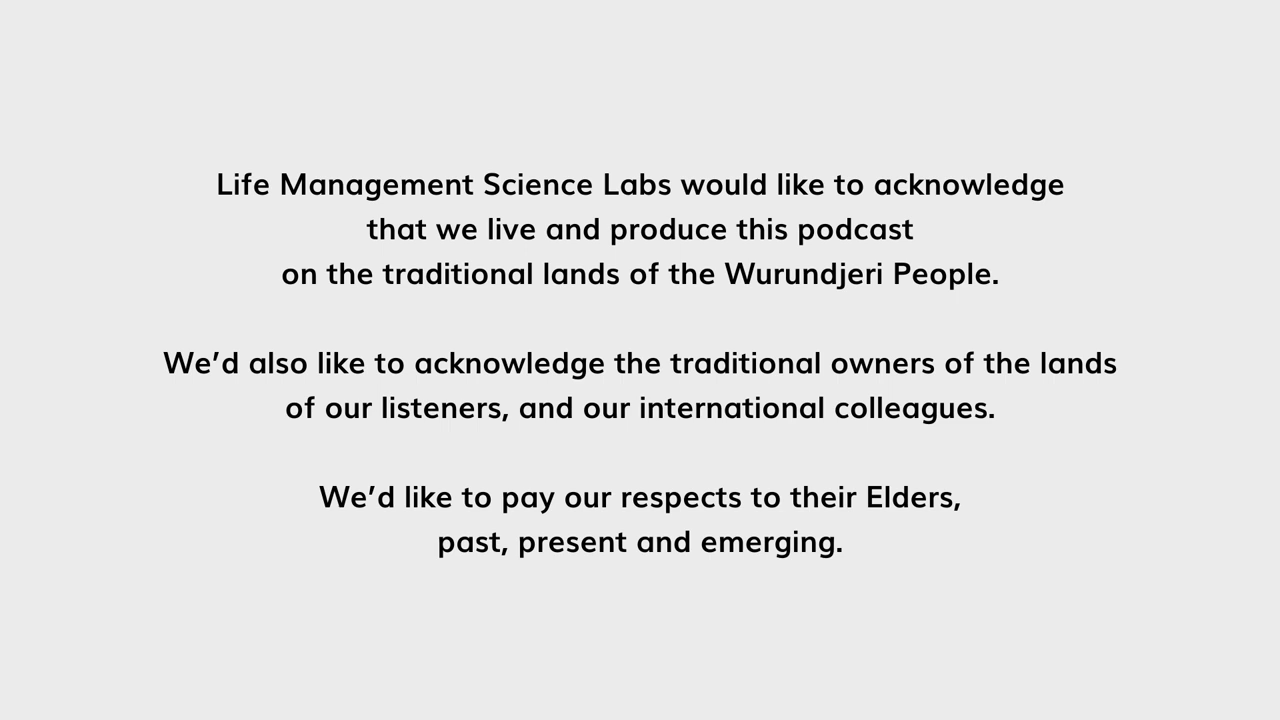 Life Management Science Labs would like to acknowledge
that we live and produce this podcast
on the traditional lands of the Wurundjeri People.
We’d also like to acknowledge the traditional owners of the lands
of our listeners, and our international colleagues.
We’d like to pay our respects to their Elders,
past, present and emerging.